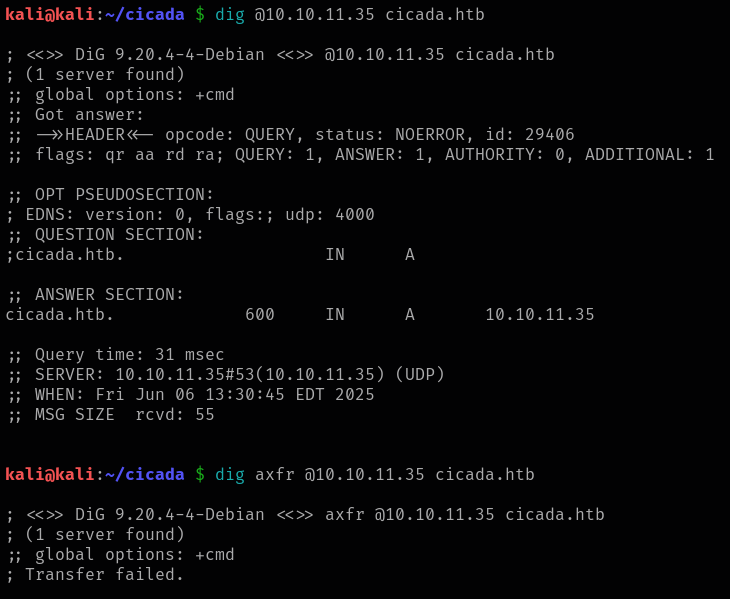 kali@kali:~/cicada $ dig @10.10.11.35 cicada.htb

; <<>> DiG 9.20.4-4-Debian <<>> @10.10.11.35 cicada.htb
; (1 server found)
;; global options: +cmd
;; Got answer:
;; ->>HEADER<<- opcode: QUERY, status: NOERROR, id: 29406
;; flags: qr aa rd ra; QUERY: 1, ANSWER: 1, AUTHORITY: 0, ADDITIONAL: 1

;; OPT PSEUDOSECTION:
; EDNS: version: 0, flags:; udp: 4000
;; QUESTION SECTION:
;cicada.htb.                    IN      A

;; ANSWER SECTION:
cicada.htb.             600     IN      A       10.10.11.35

;; Query time: 31 msec
;; SERVER: 10.10.11.35#53(10.10.11.35) (UDP)
;; WHEN: Fri Jun 06 13:30:45 EDT 2025
;; MSG SIZE  rcvd: 55


kali@kali:~/cicada $ dig axfr @10.10.11.35 cicada.htb

; <<>> DiG 9.20.4-4-Debian <<>> axfr @10.10.11.35 cicada.htb
; (1 server found)
;; global options: +cmd
; Transfer failed.